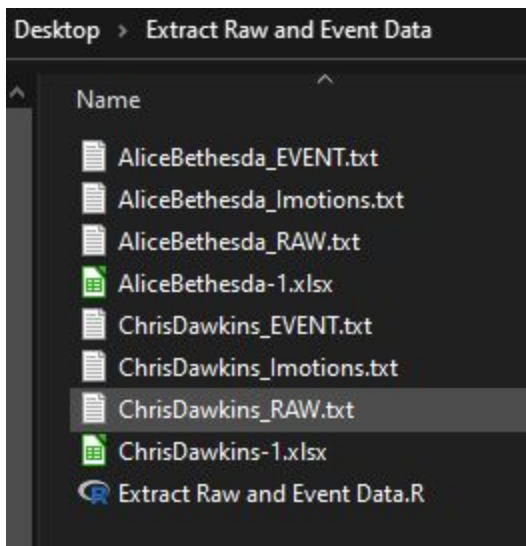 Desktop > Extract Raw and Event Data
Name
AliceBethesda_EVENT.txt
AliceBethesda_Imotions.txt
AliceBethesda_RAW.txt
AliceBethesda-1.xlsx
ChrisDawkins_EVENT.txt
ChrisDawkins_Imotions.txt
ChrisDawkins_RAW.txt
ChrisDawkins-1.xlsx
Extract Raw and Event Data.R